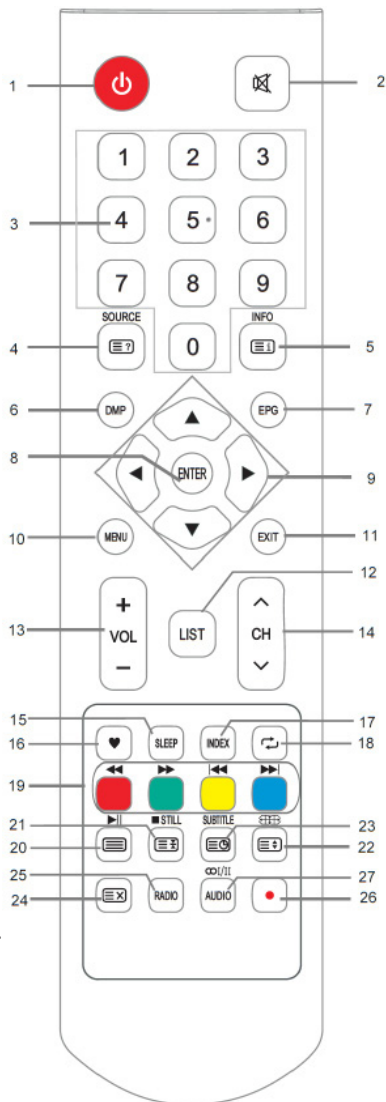 1
2
1 2 3
3
4 5 6
7 8 9
SOURCE
INFO
4
?
0
i
5
6
DMP
EPG
7
8
ENTER
9
10
MENU
EXIT
11
12
+
13
VOL
LIST
CH
14
−
15
17
16
SLEEP
INDEX
18
19
21
STILL
SUBTITLE
23
20
22
25
I/II
27
24
RADIO
AUDIO
26